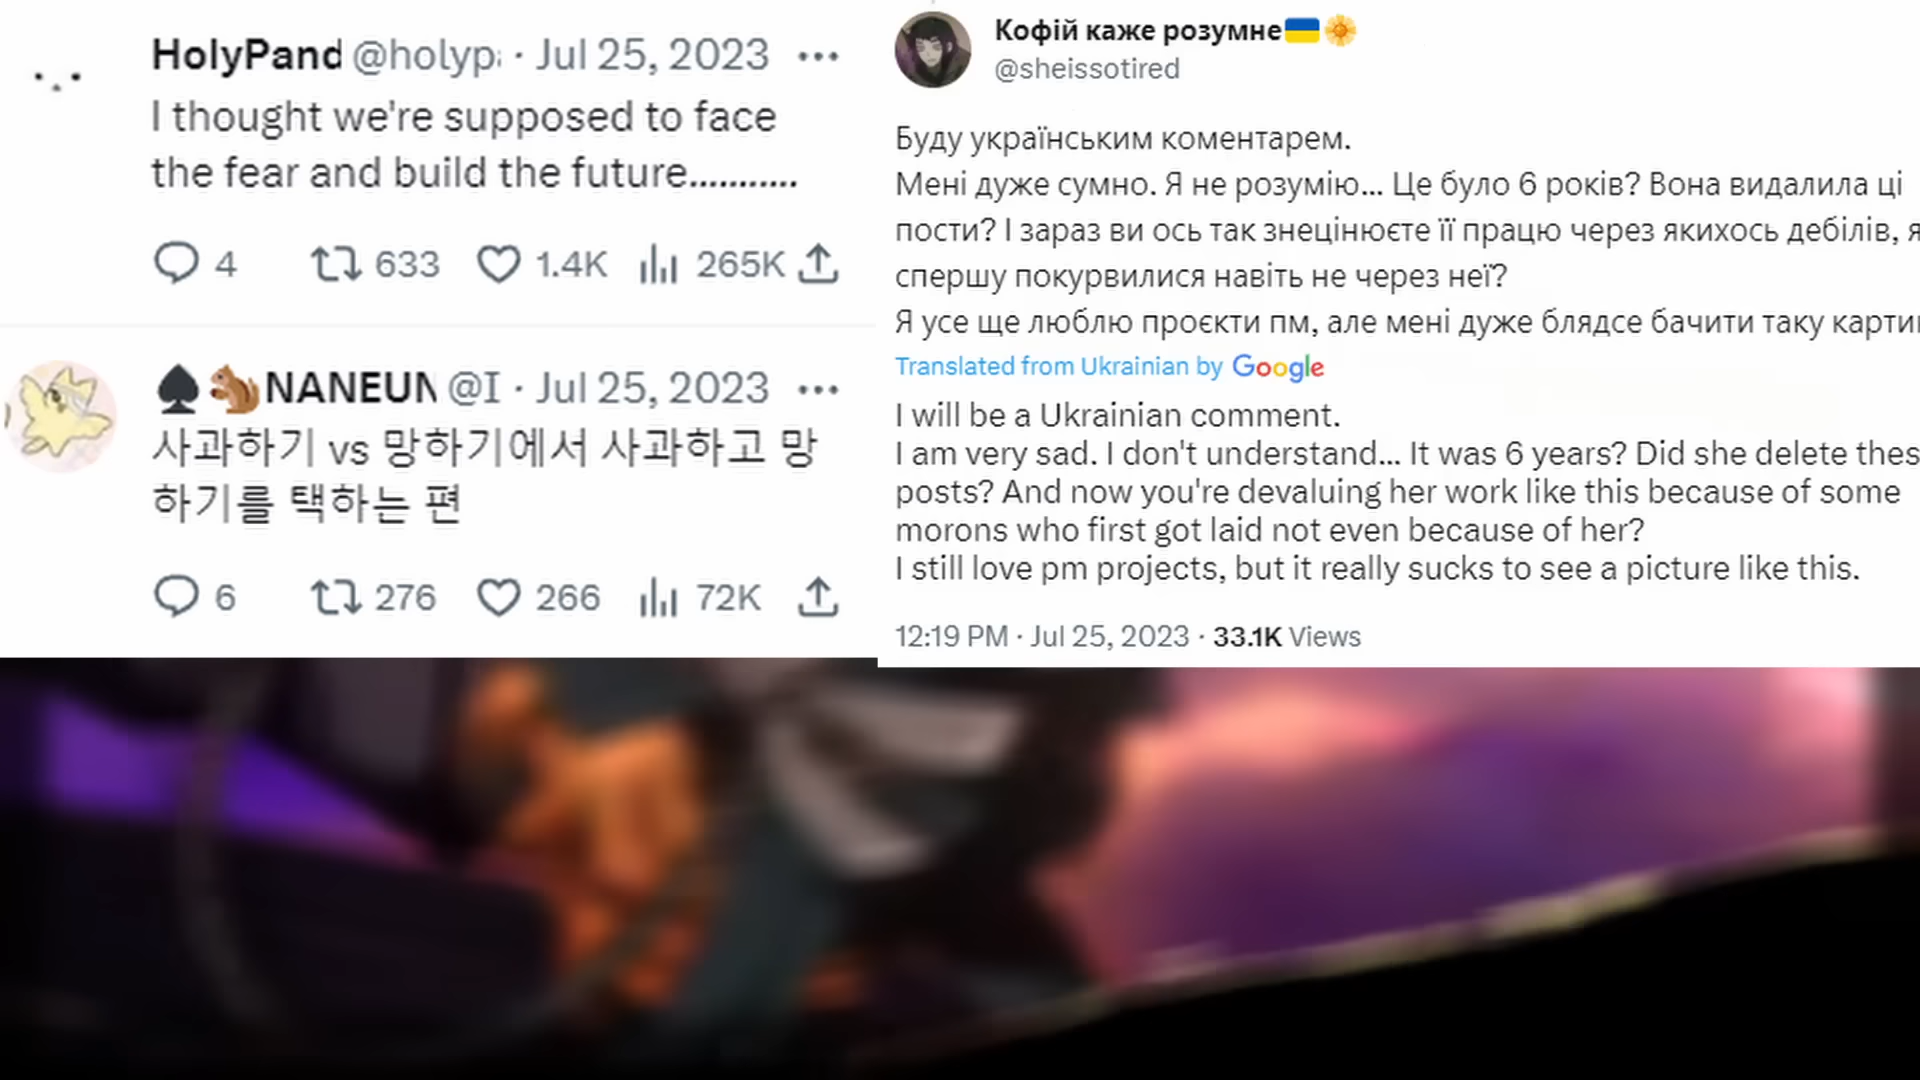 HolyPand @holyp · Jul 25, 2023
I thought we're supposed to face
the fear and build the future...........
4 633 1.4K 265K
NANEUN @I · Jul 25, 2023
사과하기 vs 망하기에서 사과하고 망
하기를 택하는 편
6 276 266 72K
Кофій каже розумне
@sheissotired
Буду українським коментарем.
Мені дуже сумно. Я не розумію... Це було 6 років? Вона видалила ці
пости? І зараз ви ось так знецінюєте її працю через якихось дебілів, я
спершу покурвилися навіть не через неї?
Я усе ще люблю проєкти пм, але мені дуже блядсе бачити таку карти
Translated from Ukrainian by Google
I will be a Ukrainian comment.
I am very sad. I don't understand... It was 6 years? Did she delete thes
posts? And now you're devaluing her work like this because of some
morons who first got laid not even because of her?
I still love pm projects, but it really sucks to see a picture like this.
12:19 PM · Jul 25, 2023 · 33.1K Views